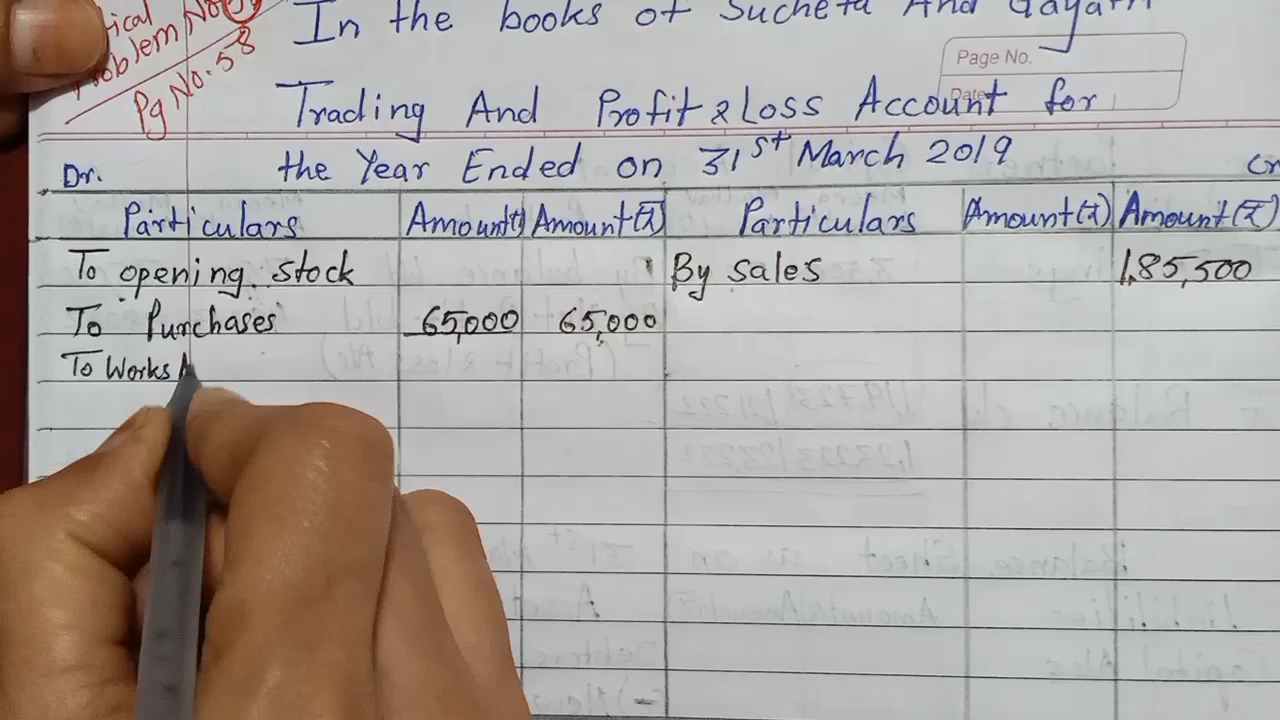 In the books of Sucheta And Gayatri
ical
Problem No.
Pg No. 58
Page No.
Date
Trading And Profit & Loss Account for
the Year Ended on 31st March 2019
Dr. Cr
Particulars Amount(₹) Amount(₹) Particulars Amount(₹) Amount(₹)
To opening stock By sales 1,85,500
To Purchases 65,000 65,000
To Works